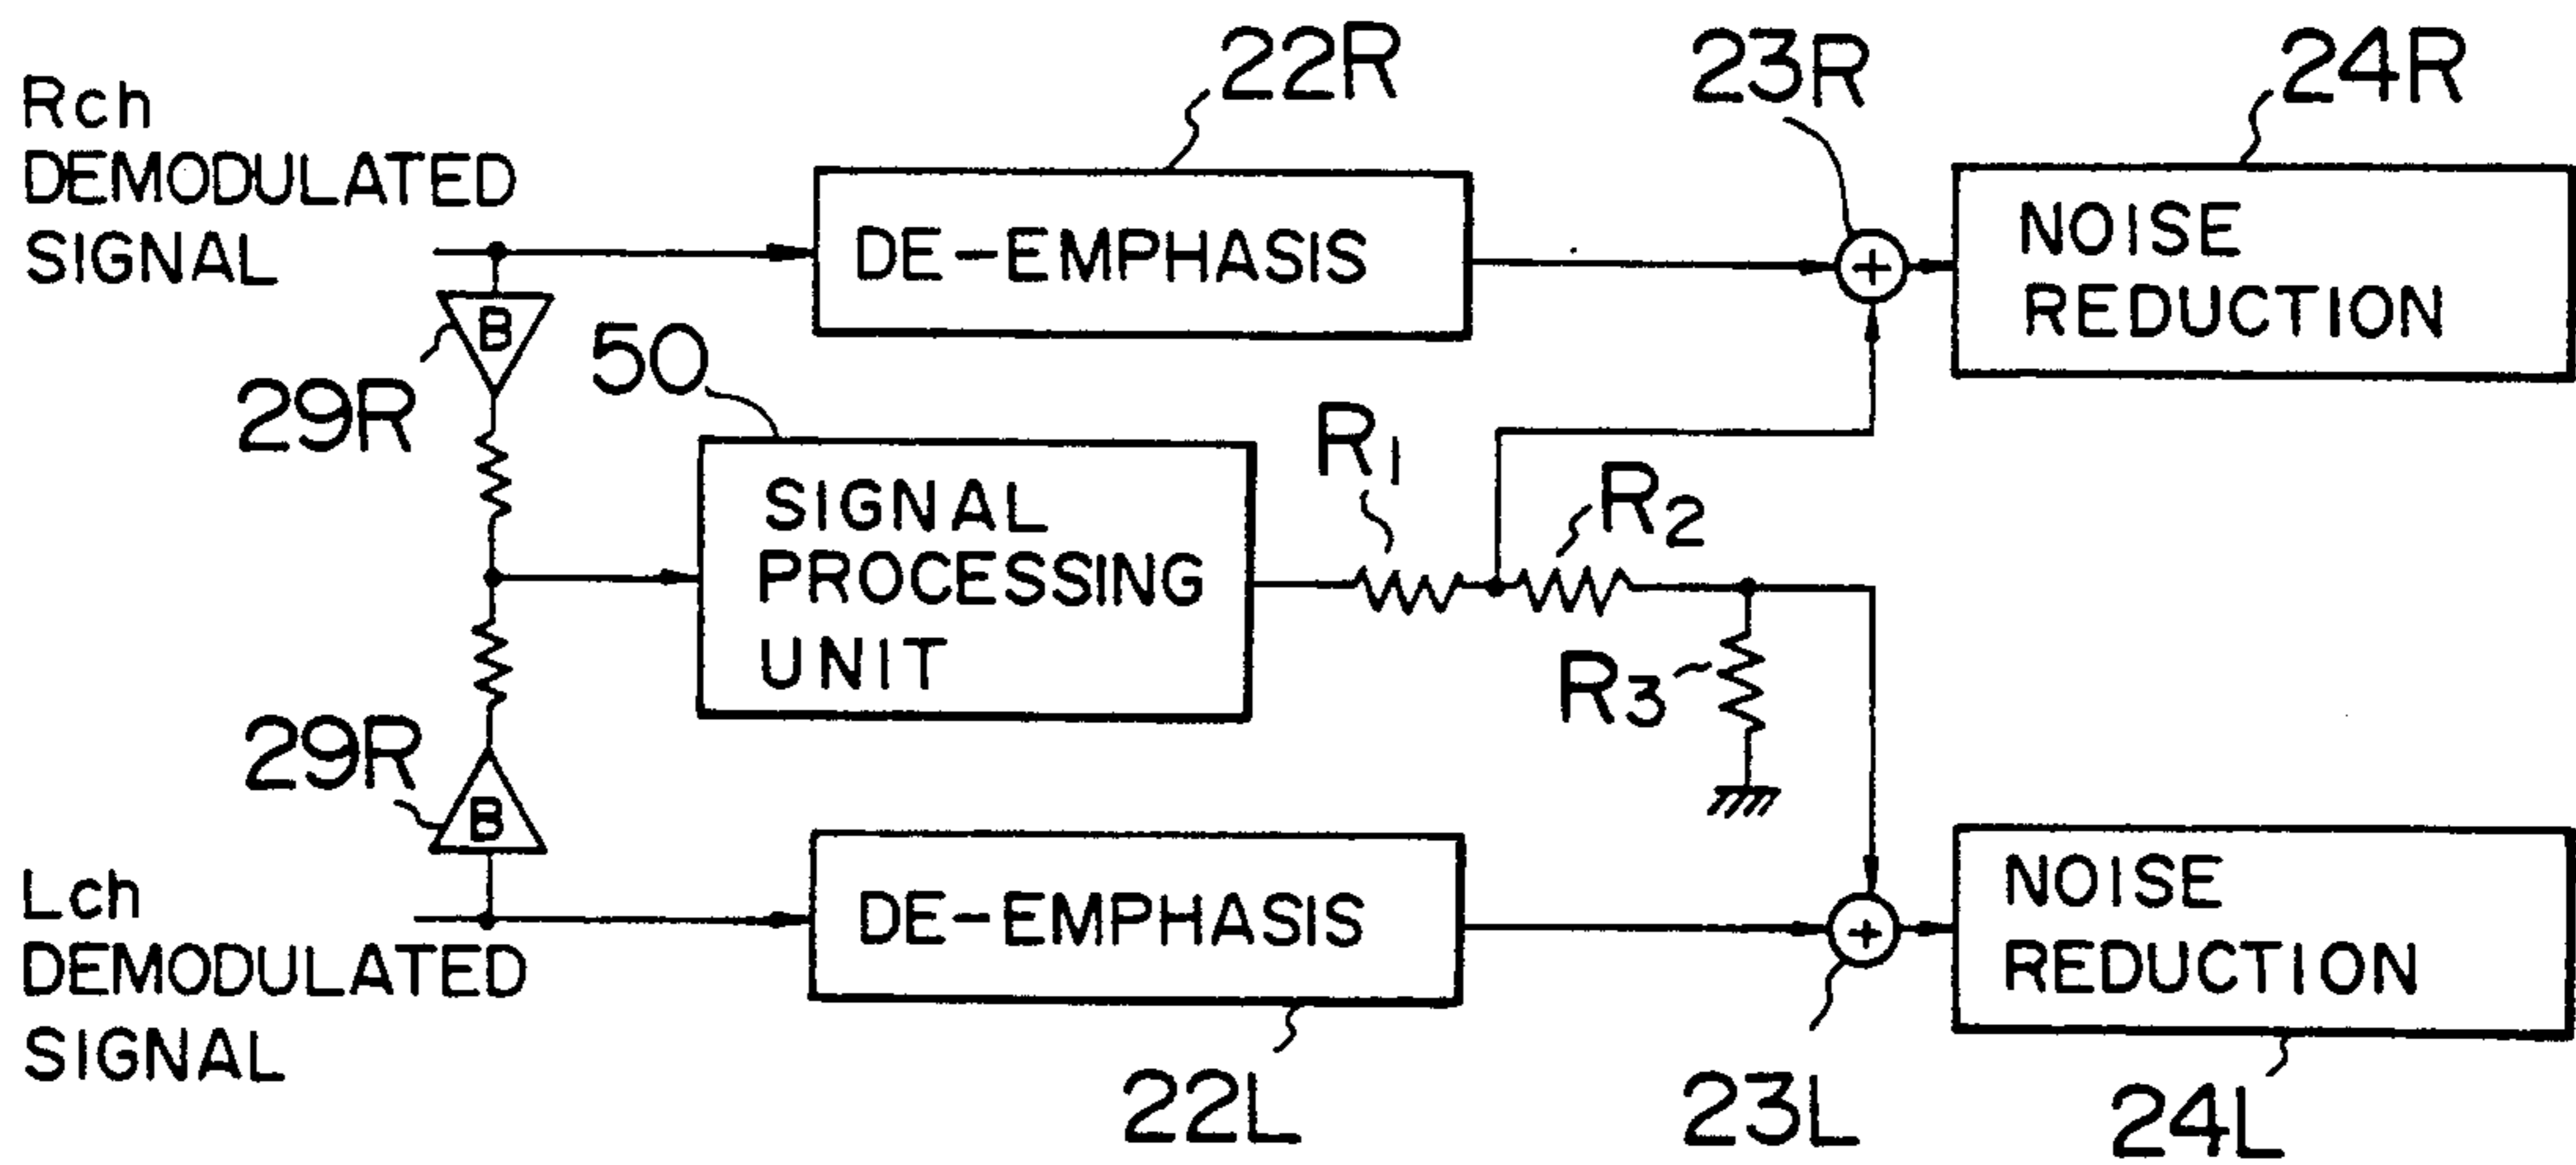 22R
23R
24R
Rch
DEMODULATED
SIGNAL
DE-EMPHASIS
+
NOISE
REDUCTION
B
29R
50
SIGNAL
PROCESSING
UNIT
R1
R2
R3
29R
B
Lch
DEMODULATED
SIGNAL
DE-EMPHASIS
+
NOISE
REDUCTION
22L
23L
24L